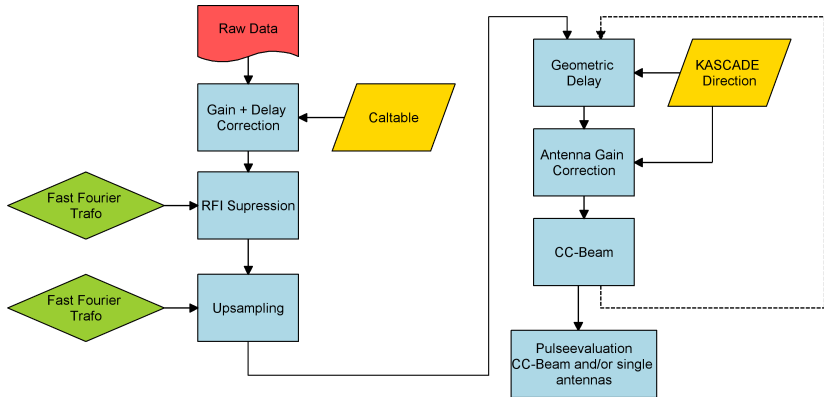 Raw Data
Gain + Delay
Correction
Caltable
Fast Fourier
Trafo
RFI Supression
Fast Fourier
Trafo
Upsampling
Geometric
Delay
KASCADE
Direction
Antenna Gain
Correction
CC-Beam
Pulseevaluation
CC-Beam and/or single
antennas